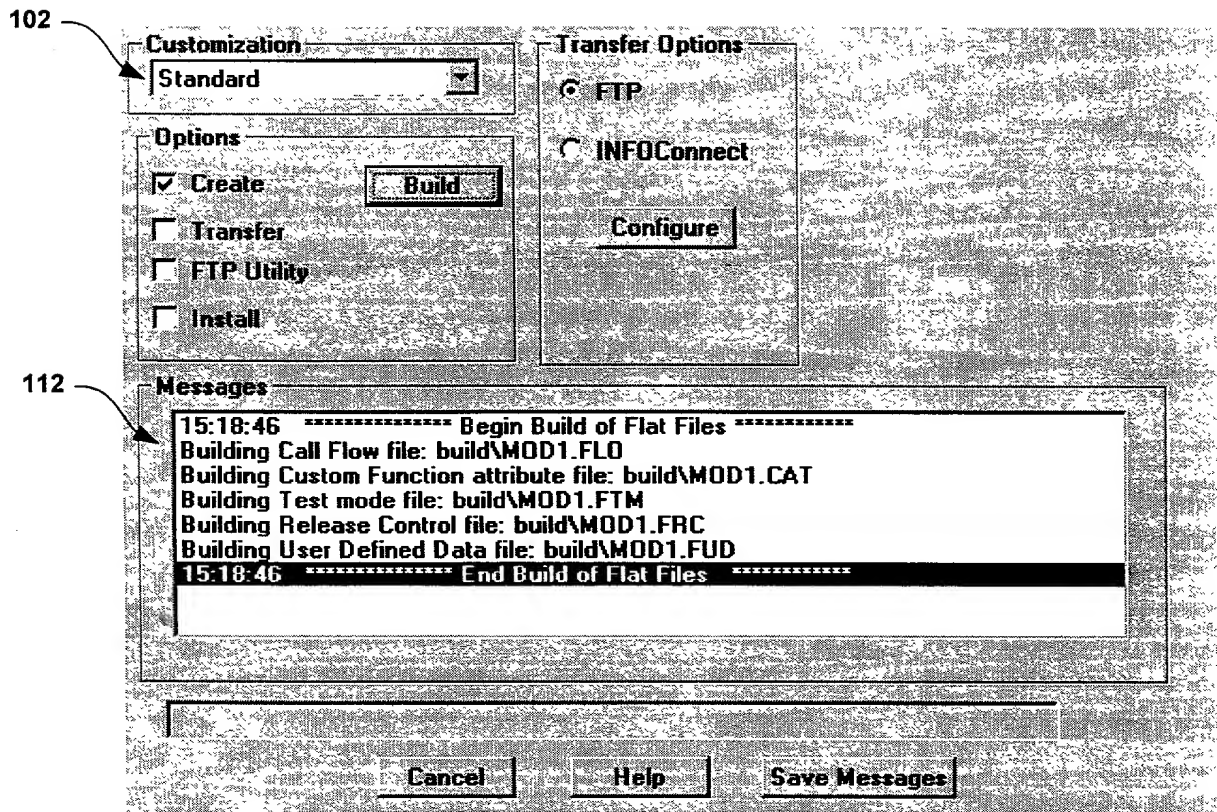 102
Customization
Standard
Transfer Options
FTP
INFOConnect
Configure
Options
Create
Build
Transfer
FTP Utility
Install
112
Messages
15:18:46 *************** Begin Build of Flat Files ************
Building Call Flow file: build\MOD1.FLO
Building Custom Function attribute file: build\MOD1.CAT
Building Test mode file: build\MOD1.FTM
Building Release Control file: build\MOD1.FRC
Building User Defined Data file: build\MOD1.FUD
15:18:46 *************** End Build of Flat Files ************
Cancel
Help
Save Messages